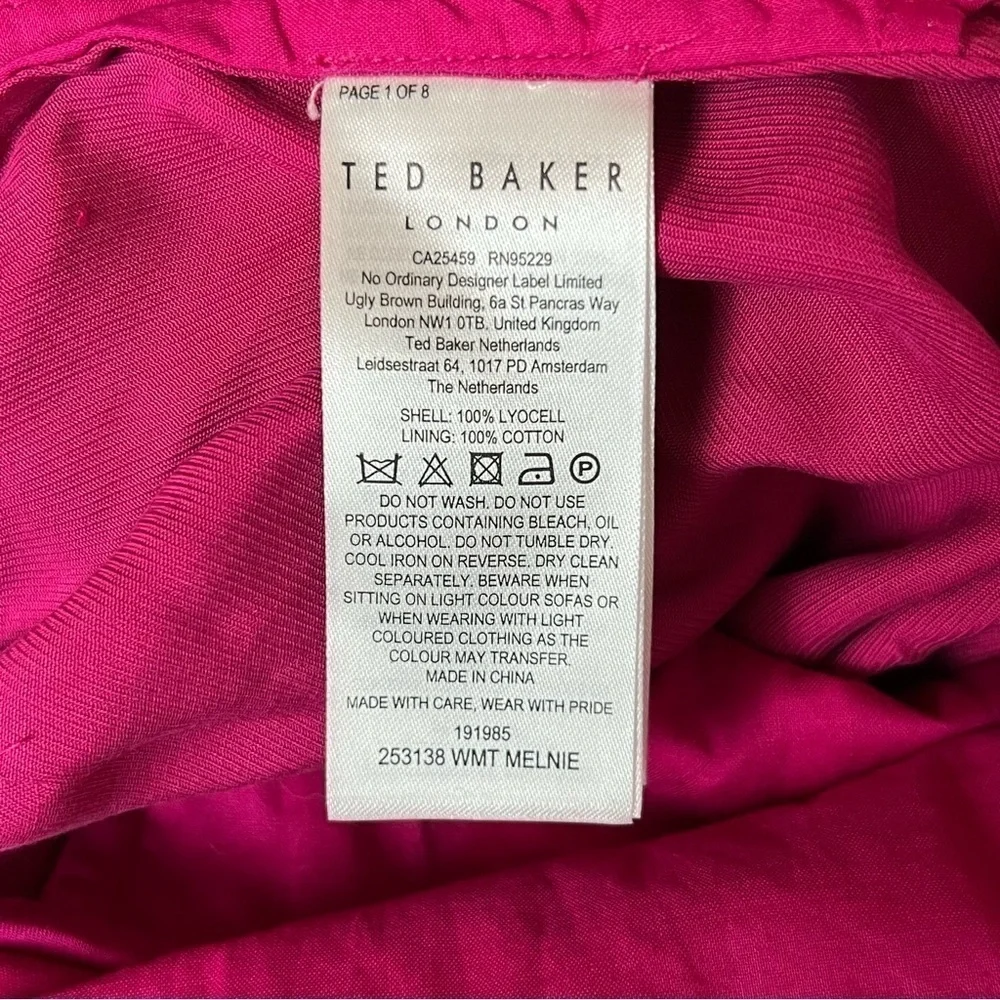 PAGE 1 OF 8
TED BAKER
LONDON
CA25459 RN95229
No Ordinary Designer Label Limited
Ugly Brown Building, 6a St Pancras Way
London NW1 0TB, United Kingdom
Ted Baker Netherlands
Leidsestraat 64, 1017 PD Amsterdam
The Netherlands
SHELL: 100% LYOCELL
LINING: 100% COTTON
P
DO NOT WASH. DO NOT USE
PRODUCTS CONTAINING BLEACH, OIL
OR ALCOHOL. DO NOT TUMBLE DRY.
COOL IRON ON REVERSE. DRY CLEAN
SEPARATELY. BEWARE WHEN
SITTING ON LIGHT COLOUR SOFAS OR
WHEN WEARING WITH LIGHT
COLOURED CLOTHING AS THE
COLOUR MAY TRANSFER.
MADE IN CHINA
MADE WITH CARE, WEAR WITH PRIDE
191985
253138 WMT MELNIE